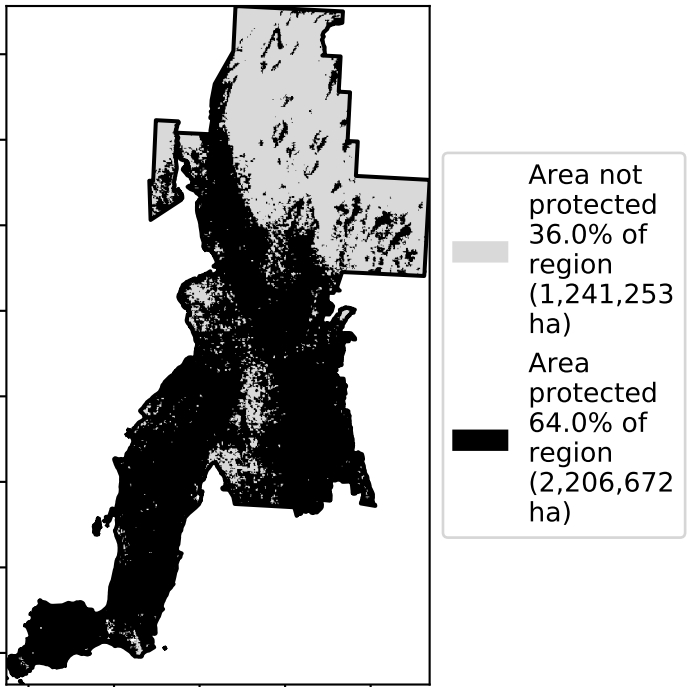 Area not
protected
36.0% of
region
(1,241,253
ha)
Area
protected
64.0% of
region
(2,206,672
ha)